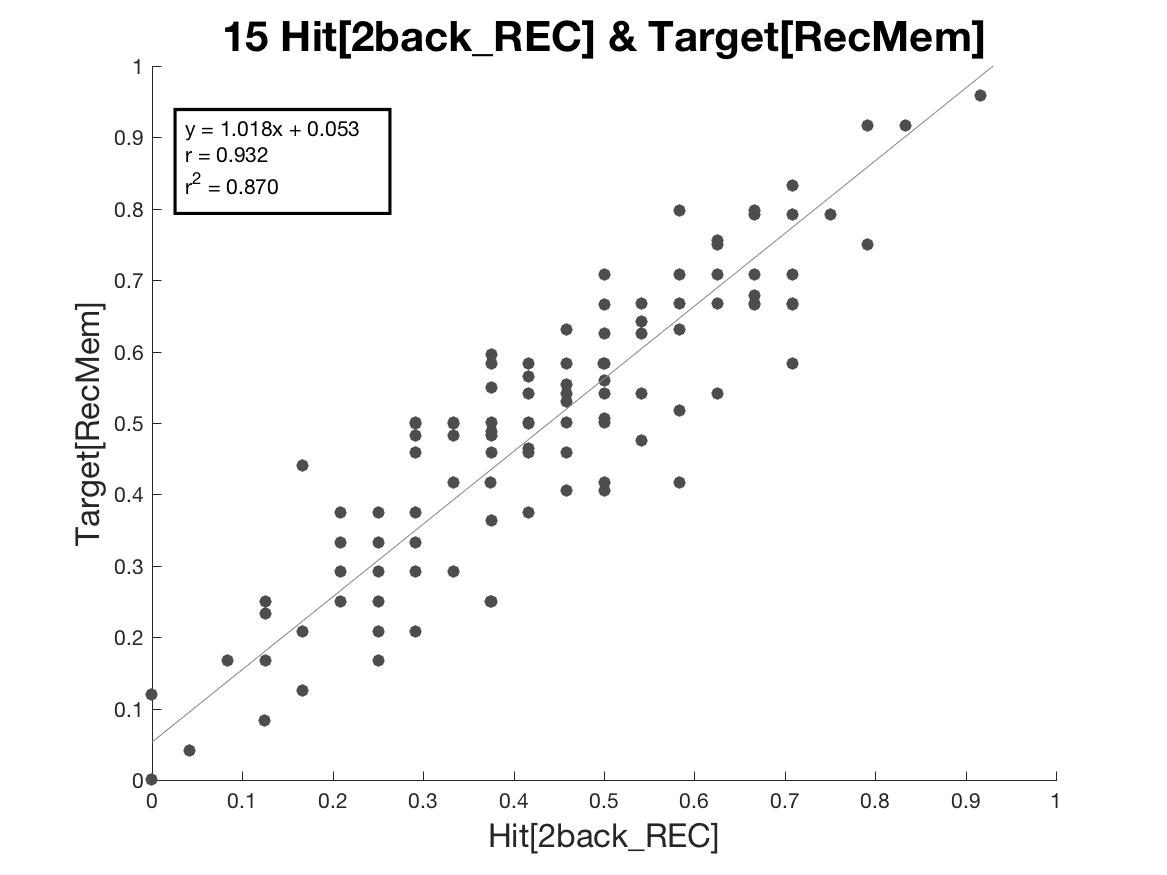 15 Hit[2back_REC] & Target[RecMem]
y = 1.018x + 0.053
r = 0.932
r² = 0.870
Target[RecMem]
1
0.9
0.8
0.7
0.6
0.5
0.4
0.3
0.2
0.1
0
0 0.1 0.2 0.3 0.4 0.5 0.6 0.7 0.8 0.9 1
Hit[2back_REC]